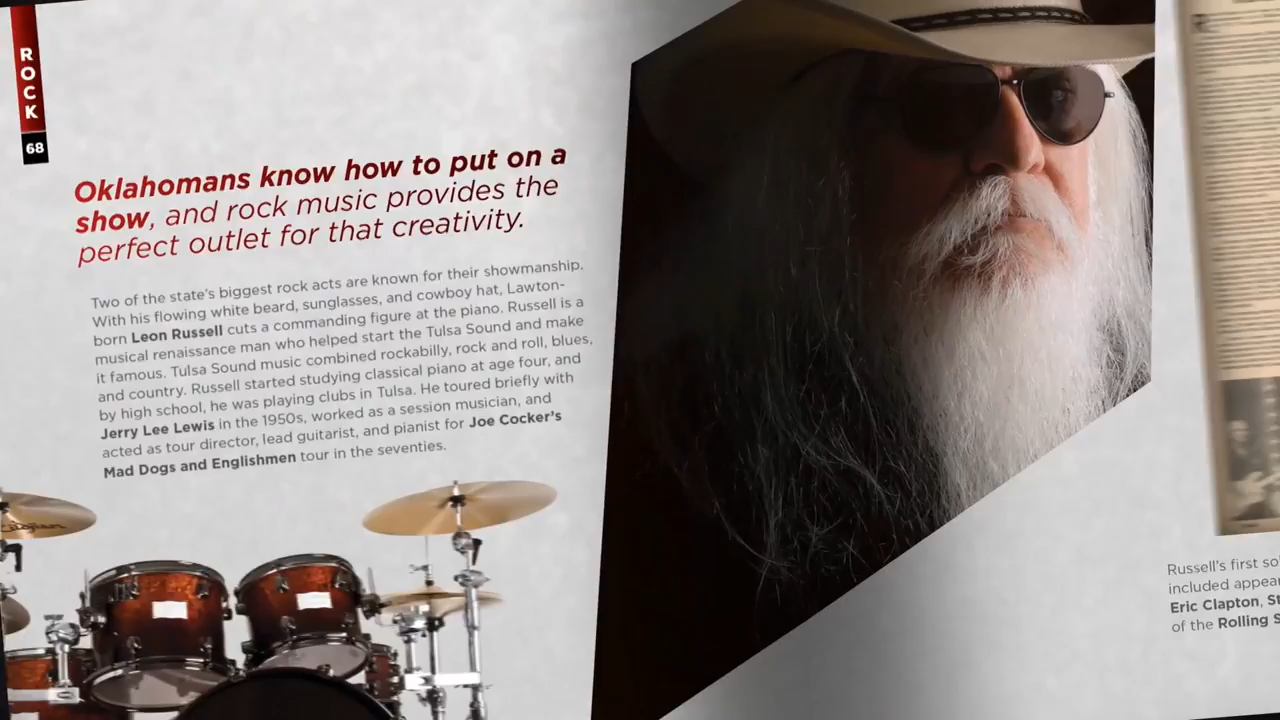 ROCK
68
Oklahomans know how to put on a
show, and rock music provides the
perfect outlet for that creativity.
Two of the state's biggest rock acts are known for their showmanship.
With his flowing white beard, sunglasses, and cowboy hat, Lawton-
born Leon Russell cuts a commanding figure at the piano. Russell is a
musical renaissance man who helped start the Tulsa Sound and make
it famous. Tulsa Sound music combined rockabilly, rock and roll, blues,
and country. Russell started studying classical piano at age four, and
by high school, he was playing clubs in Tulsa. He toured briefly with
Jerry Lee Lewis in the 1950s, worked as a session musician, and
acted as tour director, lead guitarist, and pianist for Joe Cocker's
Mad Dogs and Englishmen tour in the seventies.
Russell's first
included
Eric Clapton,
of the Rolling